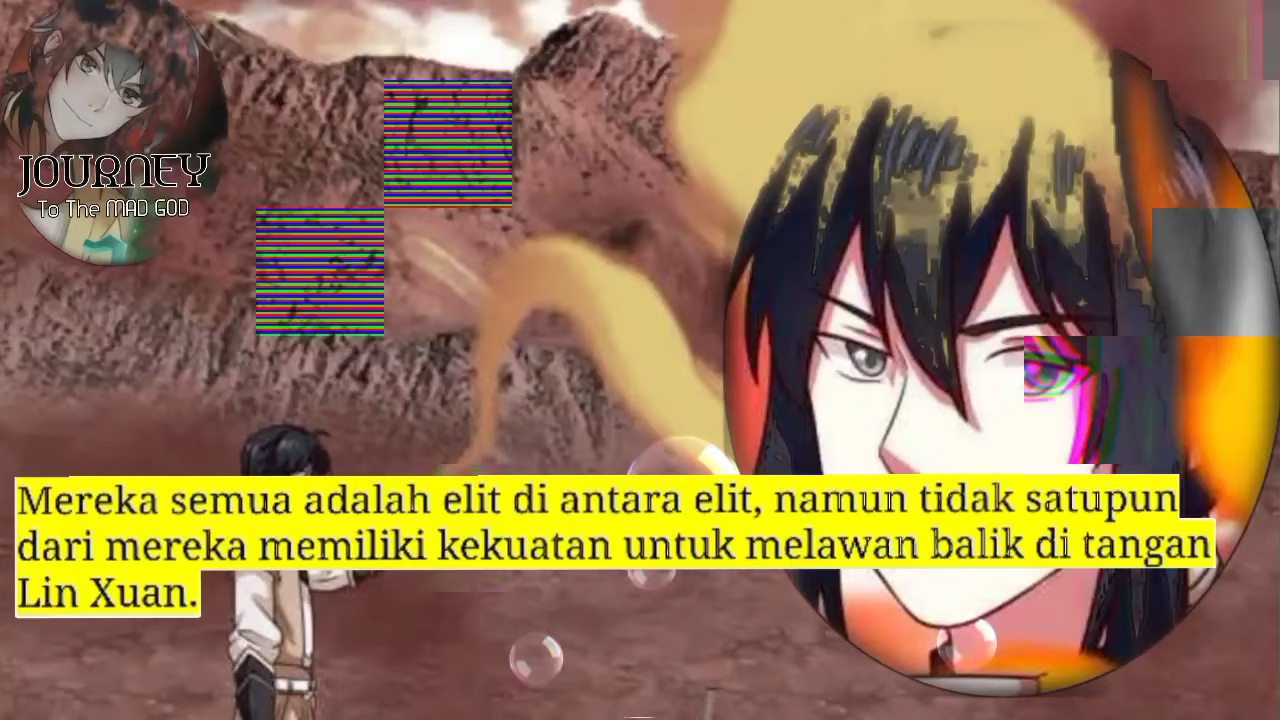 JOURNEY
To The MAD GOD
Mereka semua adalah elit di antara elit, namun tidak satupun
dari mereka memiliki kekuatan untuk melawan balik di tangan
Lin Xuan.